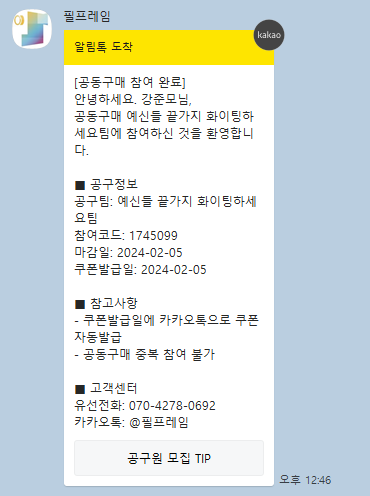 필프레임
알림톡 도착
kakao
[공동구매 참여 완료]
안녕하세요. 강준모님,
공동구매 예신들 끝가지 화이팅하
세요팀에 참여하신 것을 환영합니
다.
■ 공구정보
공구팀: 예신들 끝가지 화이팅하세
요팀
참여코드: 1745099
마감일: 2024-02-05
쿠폰발급일: 2024-02-05
■ 참고사항
- 쿠폰발급일에 카카오톡으로 쿠폰
자동발급
- 공동구매 중복 참여 불가
■ 고객센터
유선전화: 070-4278-0692
카카오톡: @필프레임
공구원 모집 TIP
오후 12:46